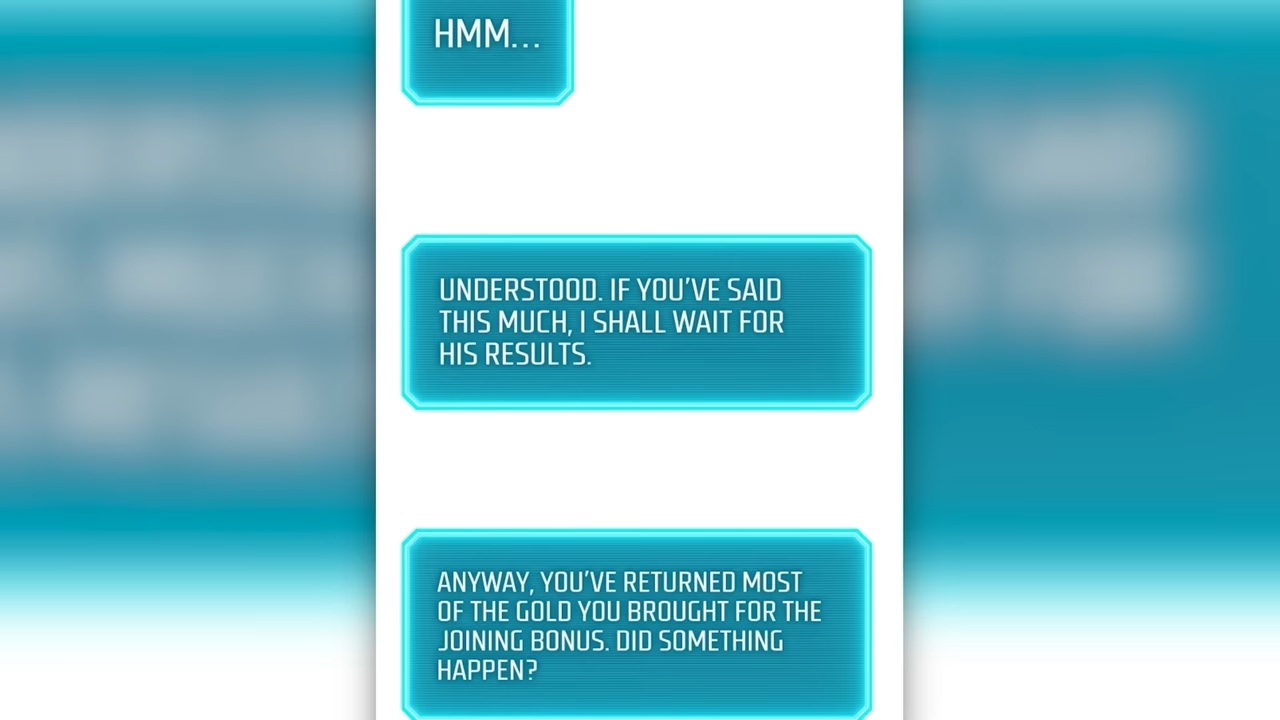 HMM...
UNDERSTOOD. IF YOU'VE SAID
THIS MUCH, I SHALL WAIT FOR
HIS RESULTS.
ANYWAY, YOU'VE RETURNED MOST
OF THE GOLD YOU BROUGHT FOR THE
JOINING BONUS. DID SOMETHING
HAPPEN?